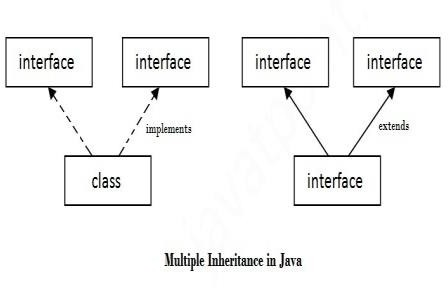 interface interface interface interface
implements extends
class interface
Multiple Inheritance in Java